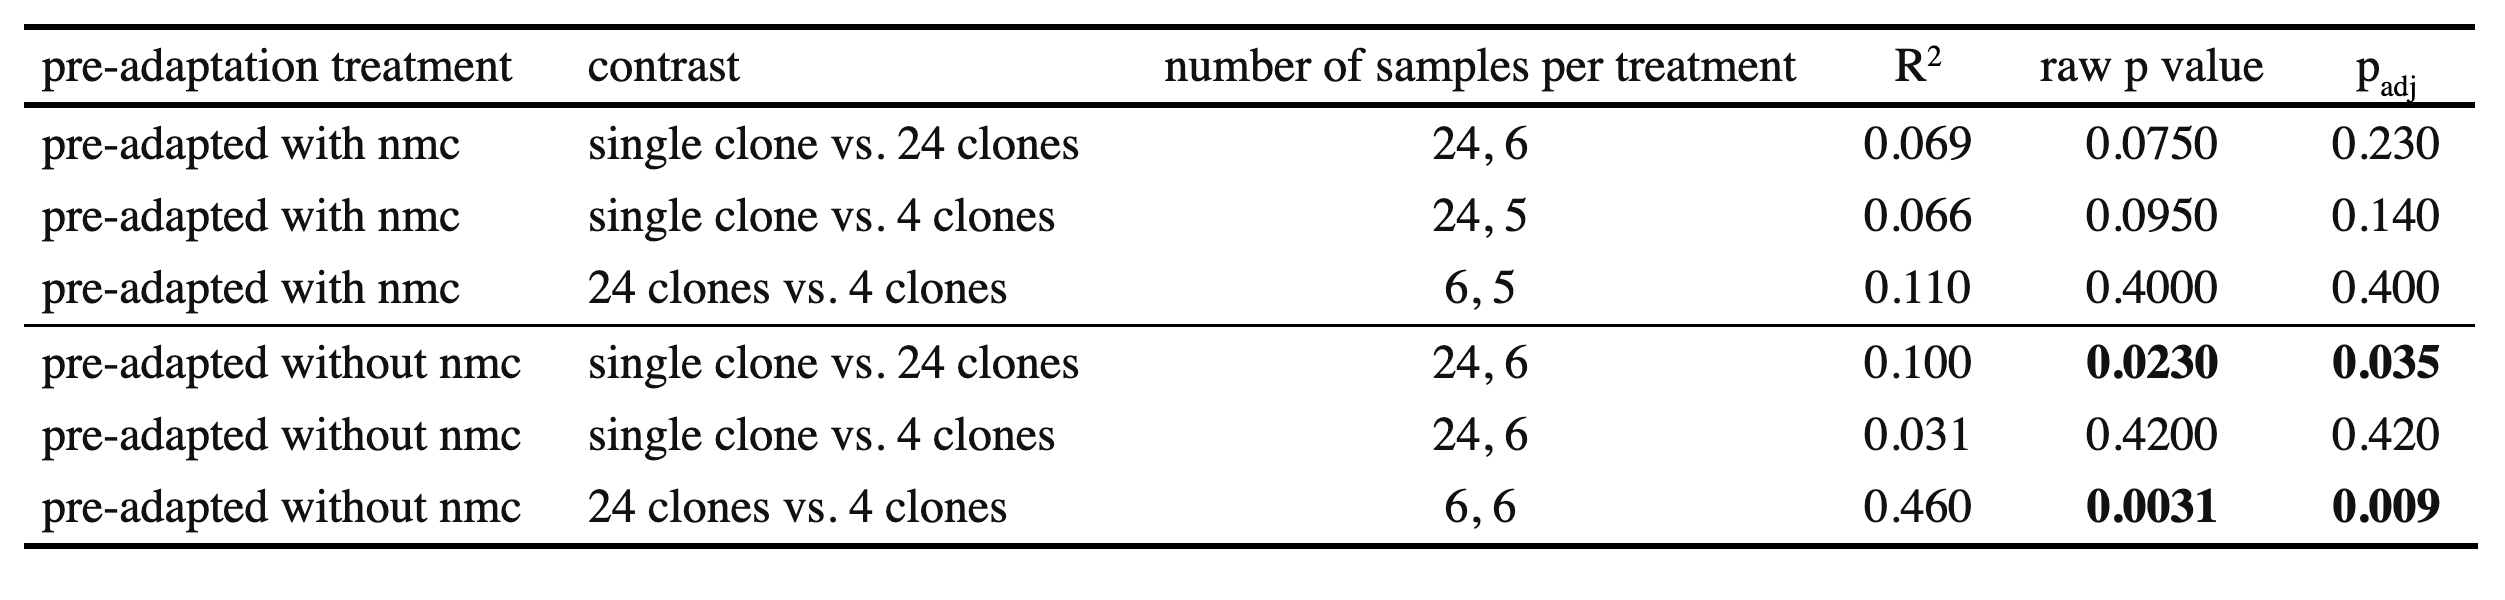 pre-adaptation treatment contrast number of samples per treatment R² raw p value p_adj
pre-adapted with nmc single clone vs. 24 clones 24, 6 0.069 0.0750 0.230
pre-adapted with nmc single clone vs. 4 clones 24, 5 0.066 0.0950 0.140
pre-adapted with nmc 24 clones vs. 4 clones 6, 5 0.110 0.4000 0.400
pre-adapted without nmc single clone vs. 24 clones 24, 6 0.100 0.0230 0.035
pre-adapted without nmc single clone vs. 4 clones 24, 6 0.031 0.4200 0.420
pre-adapted without nmc 24 clones vs. 4 clones 6, 6 0.460 0.0031 0.009